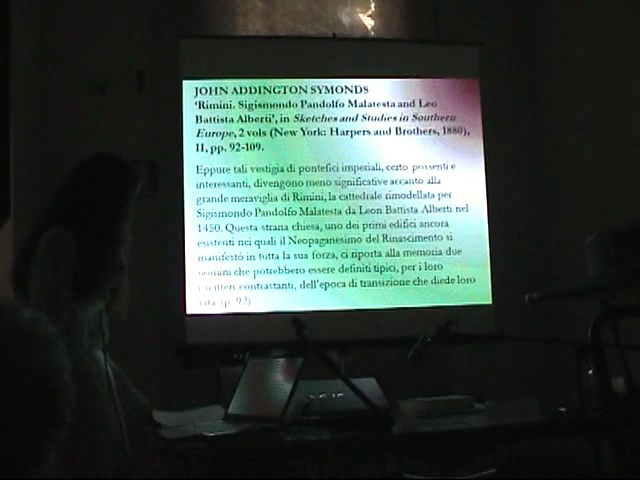 JOHN ADDINGTON SYMONDS
'Rimini. Sigismondo Pandolfo Malatesta and Leo
Battista Alberti', in Sketches and Studies in Southern
Europe, 2 vols (New York: Harpers and Brothers, 1880),
II, pp. 92-109.
Eppure tali vestigia di pontefici imperiali, certo possenti e
interessanti, divengono meno significative accanto alla
grande meraviglia di Rimini, la cattedrale rimodellata per
Sigismondo Pandolfo Malatesta da Leon Battista Alberti nel
1450. Questa strana chiesa, uno dei primi edifici ancora
esistenti nei quali il Neopaganesimo del Rinascimento si
manifestò in tutta la sua forza, ci riporta alla memoria due
uomini che potrebbero essere definiti tipici, per i loro
caratteri contrastanti, dell'epoca di transizione che diede loro
vita. (p. 92)